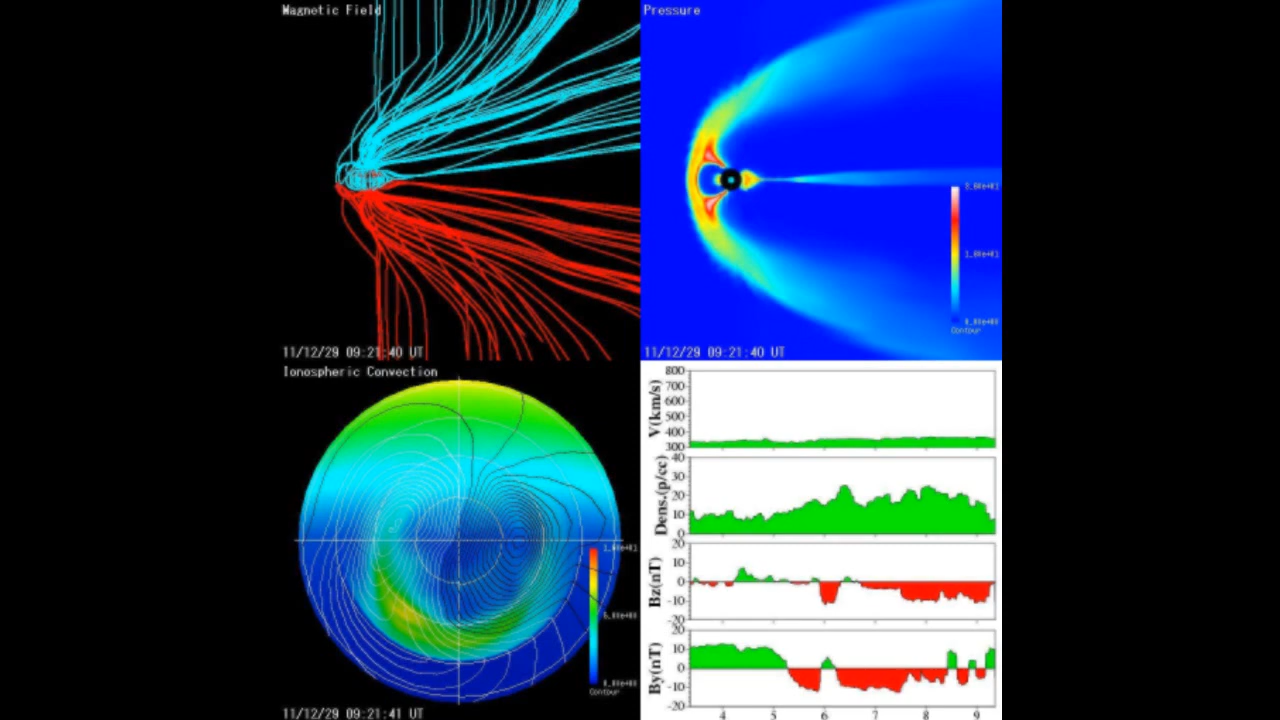 Magnetic Field
11/12/29 09:21:40 UT
Pressure
Contour
11/12/29 09:21:40 UT
Ionospheric Convection
Contour
11/12/29 09:21:41 UT
V(km/s)
800
700
600
500
400
300
Dens.(p/cc)
40
30
20
10
0
Bz(nT)
20
10
0
-10
-20
By(nT)
20
10
0
-10
-20
4 5 6 7 8 9